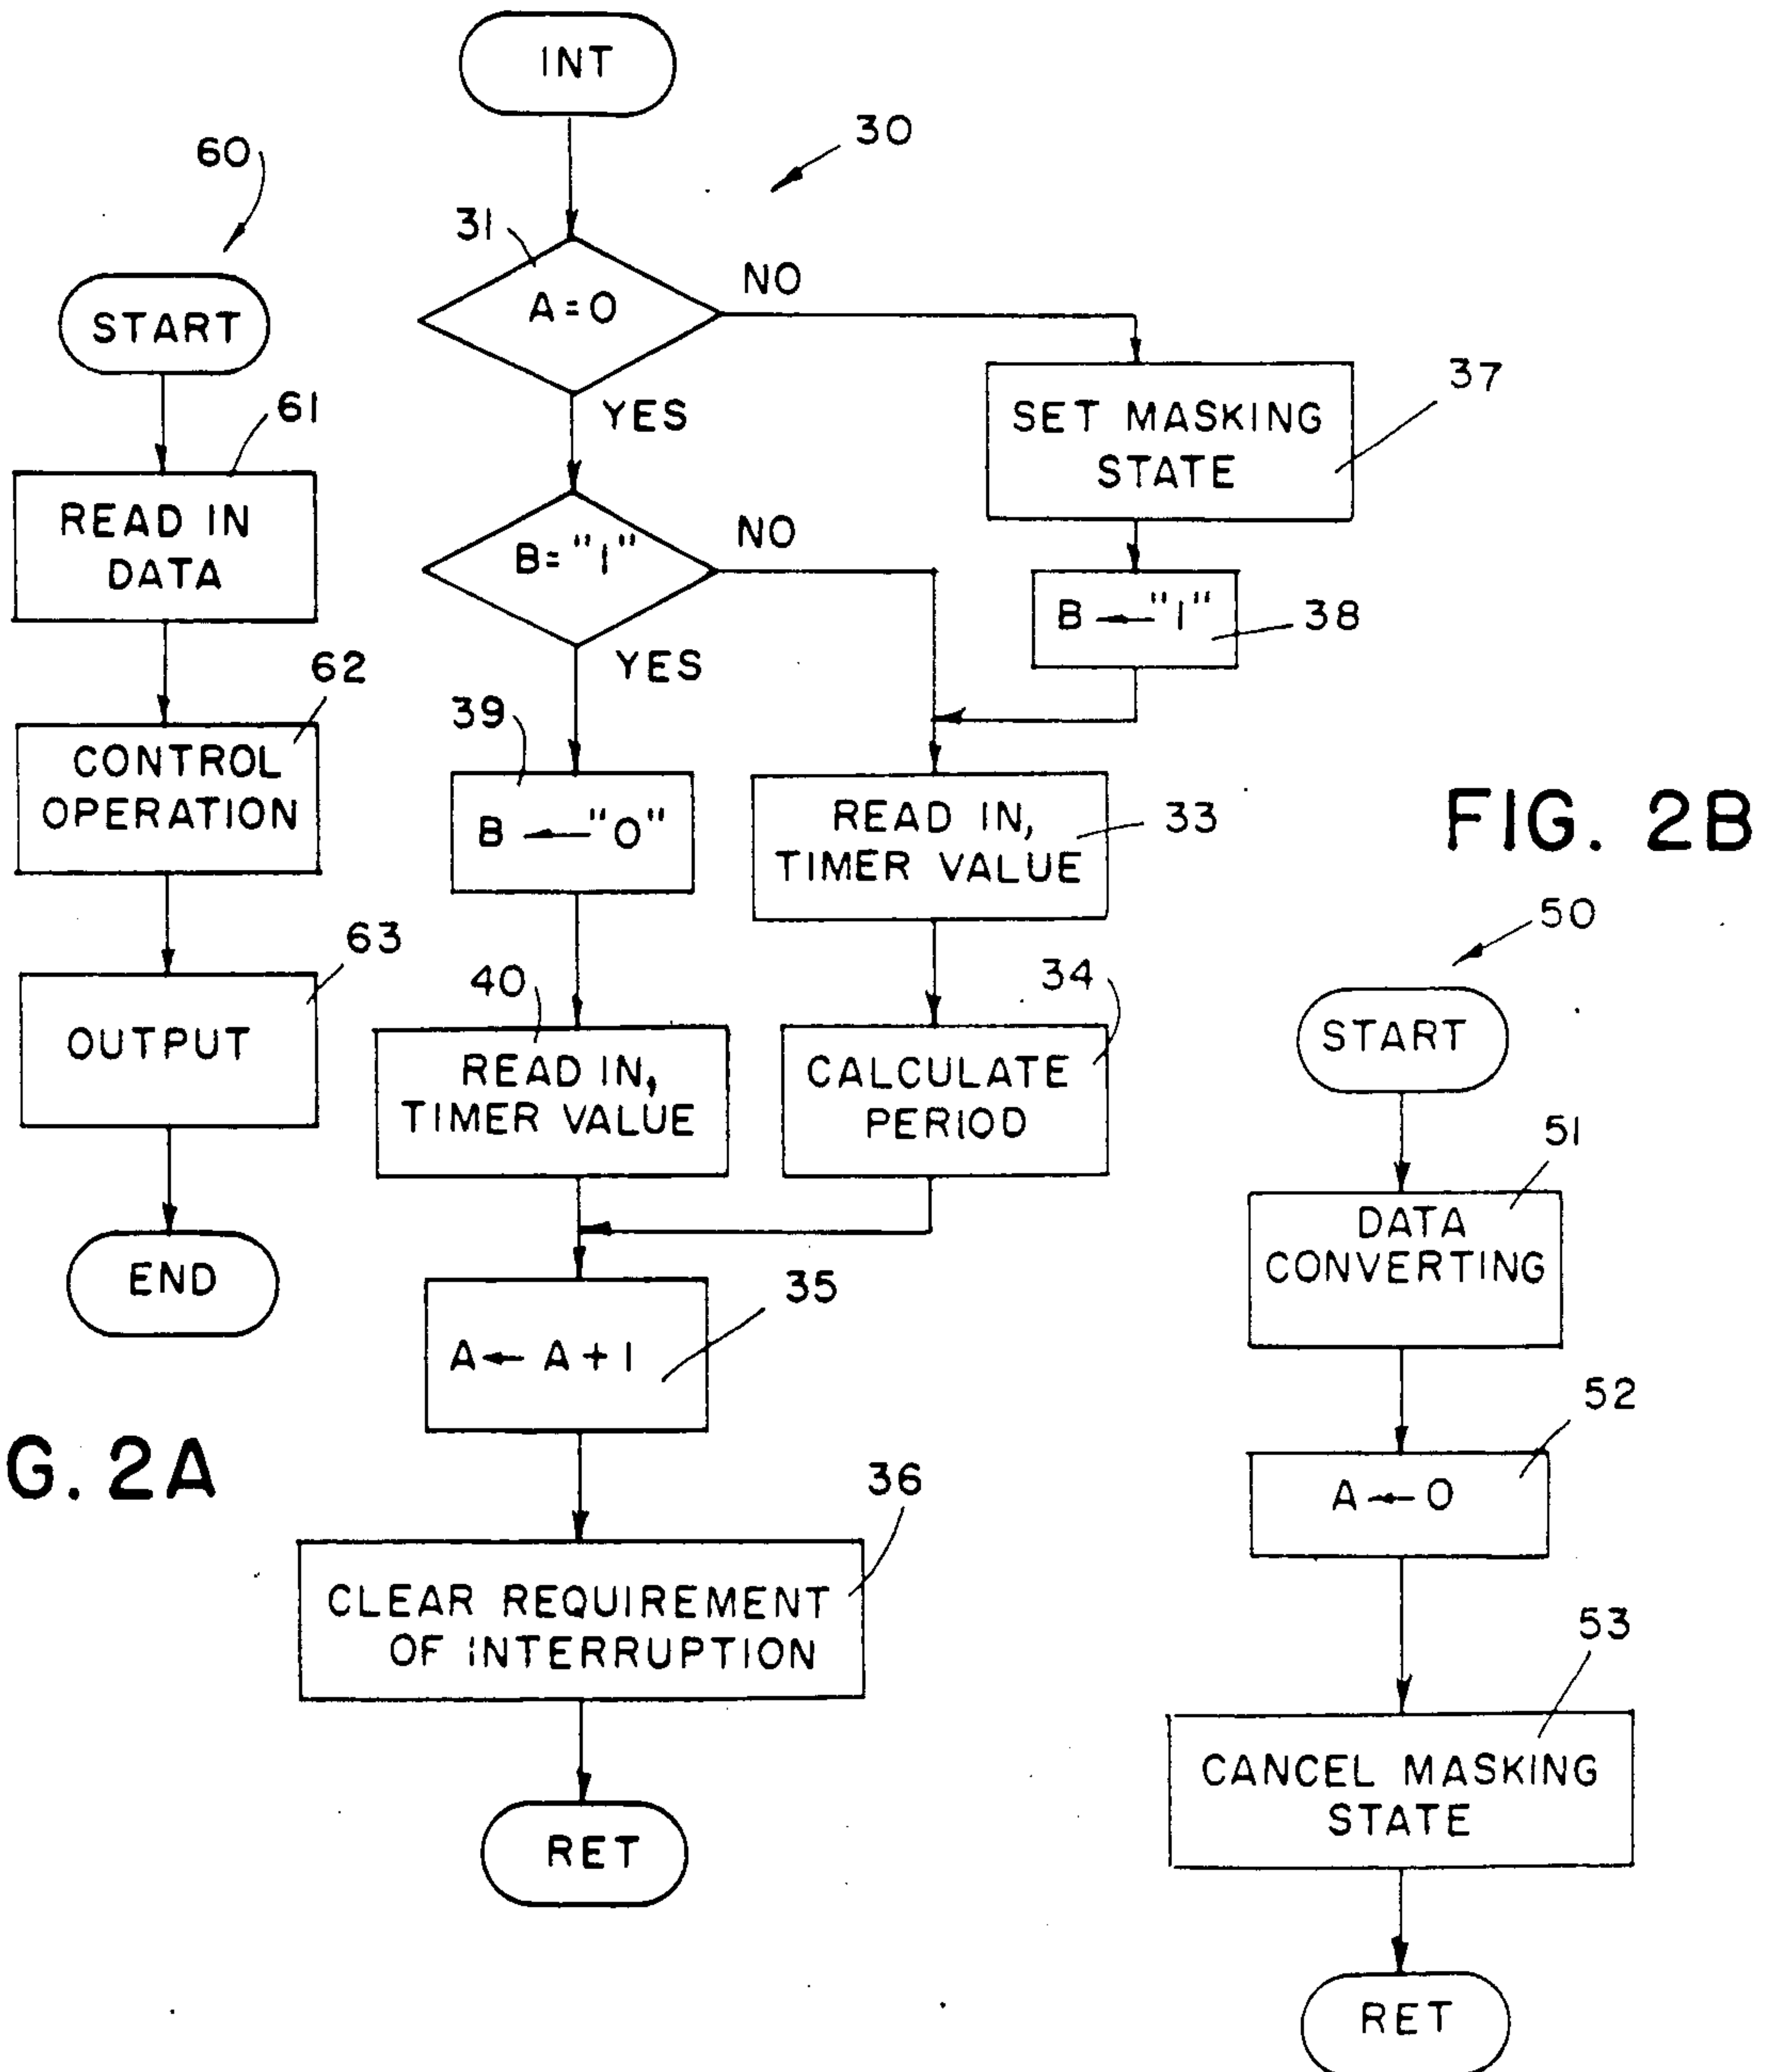 60
START
61
READ IN
DATA
62
CONTROL
OPERATION
63
OUTPUT
END
G. 2A
INT
30
31
A=0
NO
YES
37
SET MASKING
STATE
B="1"
NO
YES
B←"1"
38
39
B←"0"
READ IN,
TIMER VALUE
33
40
READ IN,
TIMER VALUE
34
CALCULATE
PERIOD
35
A← A+1
36
CLEAR REQUIREMENT
OF INTERRUPTION
RET
FIG. 2B
50
START
51
DATA
CONVERTING
52
A←0
53
CANCEL MASKING
STATE
RET